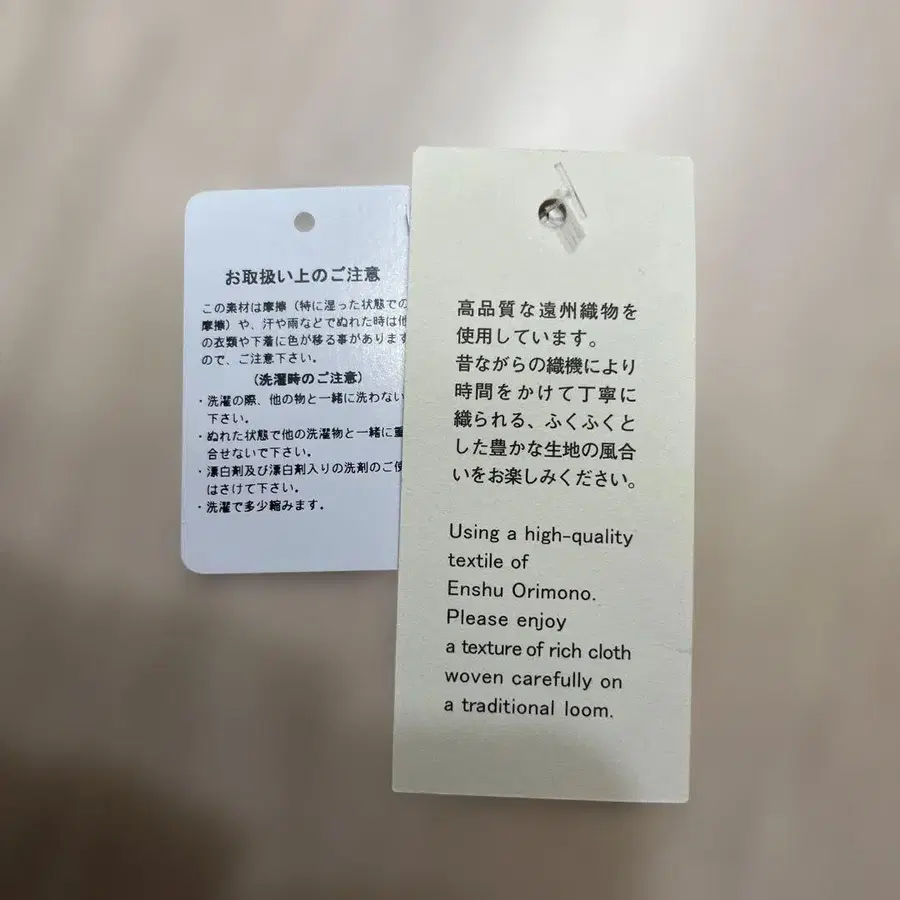 お取扱い上のご注意
この素材は摩擦（特に湿った状態での
摩擦）や、汗や雨などでぬれた時は他
の衣類や下着に色が移る事があります
ので、ご注意下さい。
(洗濯時のご注意)
・洗濯の際、他の物と一緒に洗わない
下さい。
・ぬれた状態で他の洗濯物と一緒に重
合せないで下さい。
・漂白剤及び漂白剤入りの洗剤のご使
はさけて下さい。
・洗濯で多少縮みます。
高品質な遠州織物を
使用しています。
昔ながらの織機により
時間をかけて丁寧に
織られる、ふくふくと
した豊かな生地の風合
いをお楽しみください。
Using a high-quality
textile of
Enshu Orimono.
Please enjoy
a texture of rich cloth
woven carefully on
a traditional loom.